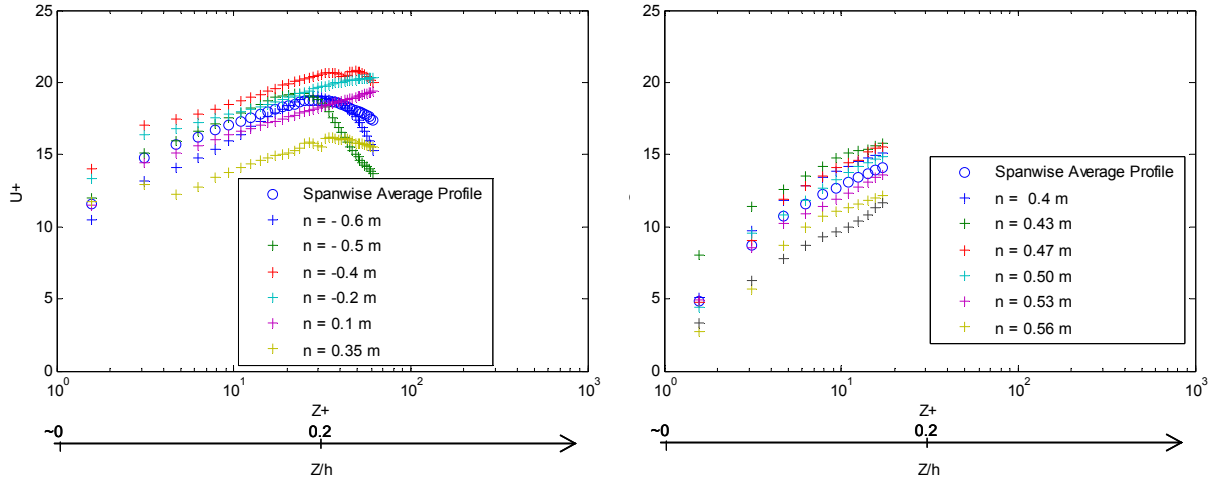 25
20
15
10
5
0
U+
10^0
10^1
10^2
10^3
Z+
Spanwise Average Profile
n = - 0.6 m
n = - 0.5 m
n = -0.4 m
n = -0.2 m
n = 0.1 m
n = 0.35 m
~0
0.2
Z/h
25
20
15
10
5
0
10^0
10^1
10^2
10^3
Z+
Spanwise Average Profile
n = 0.4 m
n = 0.43 m
n = 0.47 m
n = 0.50 m
n = 0.53 m
n = 0.56 m
~0
0.2
Z/h